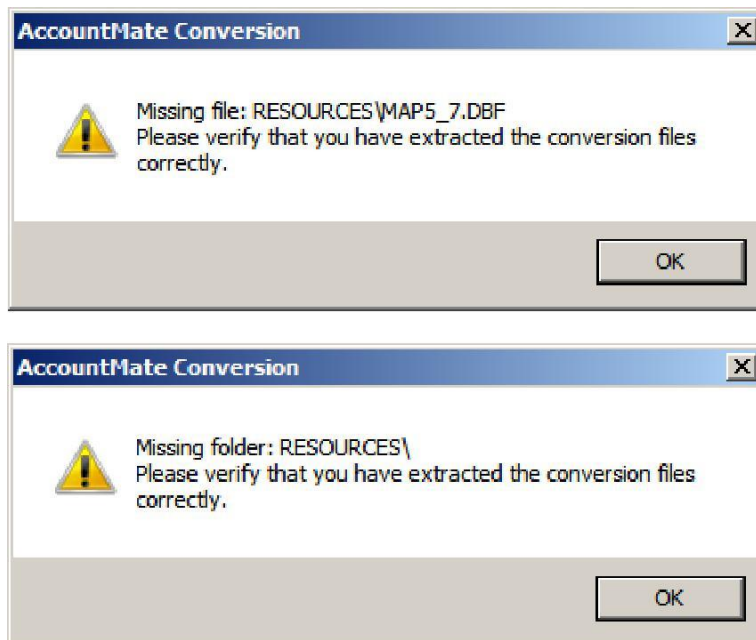 AccountMate Conversion
Missing file: RESOURCES\MAP5_7.DBF
Please verify that you have extracted the conversion files
correctly.
OK
AccountMate Conversion
Missing folder: RESOURCES\
Please verify that you have extracted the conversion files
correctly.
OK